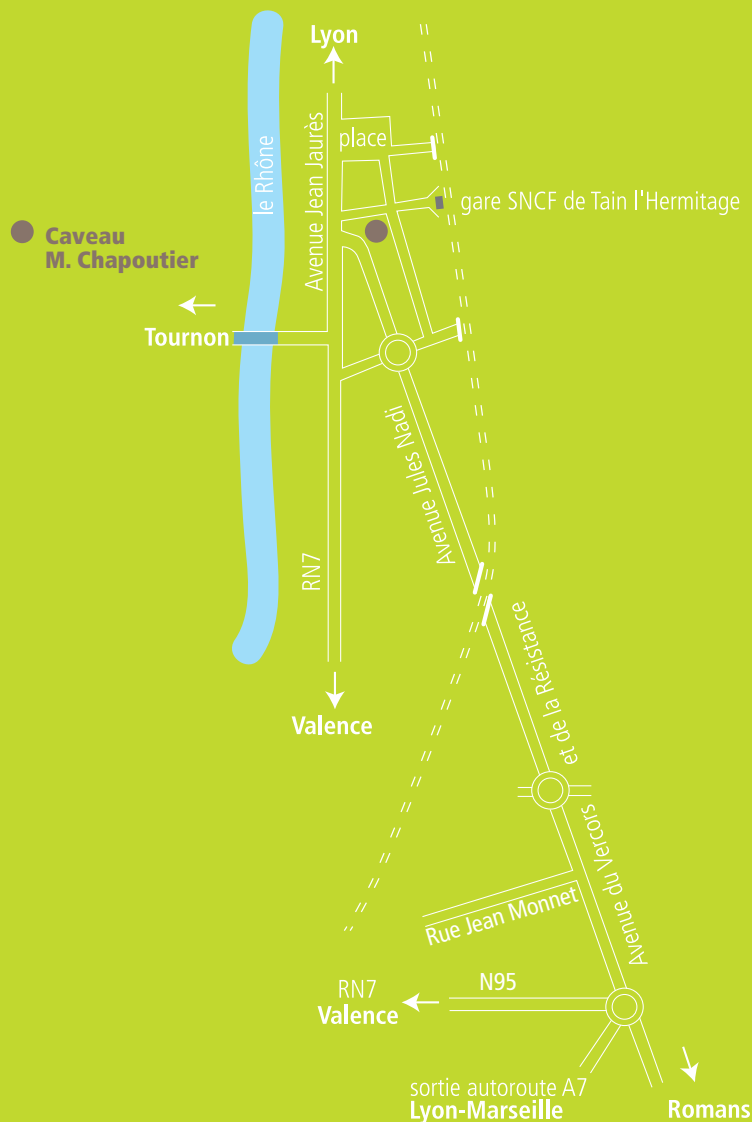 Lyon
place
Avenue Jean Jaurès
le Rhône
gare SNCF de Tain l'Hermitage
Caveau
M. Chapoutier
Tournon
Avenue Jules Nadi
RN7
et de la Résistance
Valence
Avenue du Vercors
Rue Jean Monnet
N95
RN7
Valence
sortie autoroute A7
Lyon-Marseille
Romans